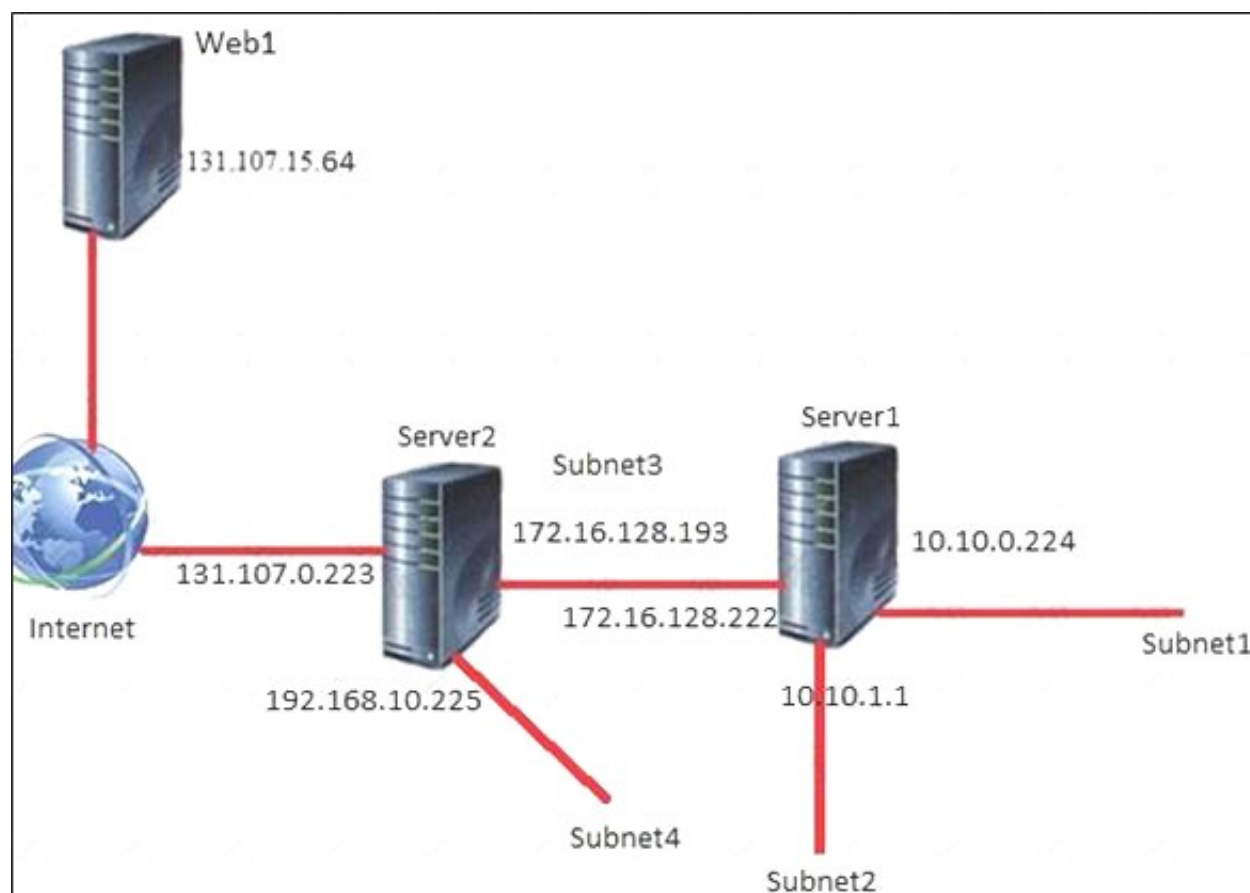 Web1
131.107.15.64
Server1
Server2
Subnet3
172.16.128.193
10.10.0.224
131.107.0.223
172.16.128.222
Internet
Subnet1
192.168.10.225
10.10.1.1
Subnet4
Subnet2